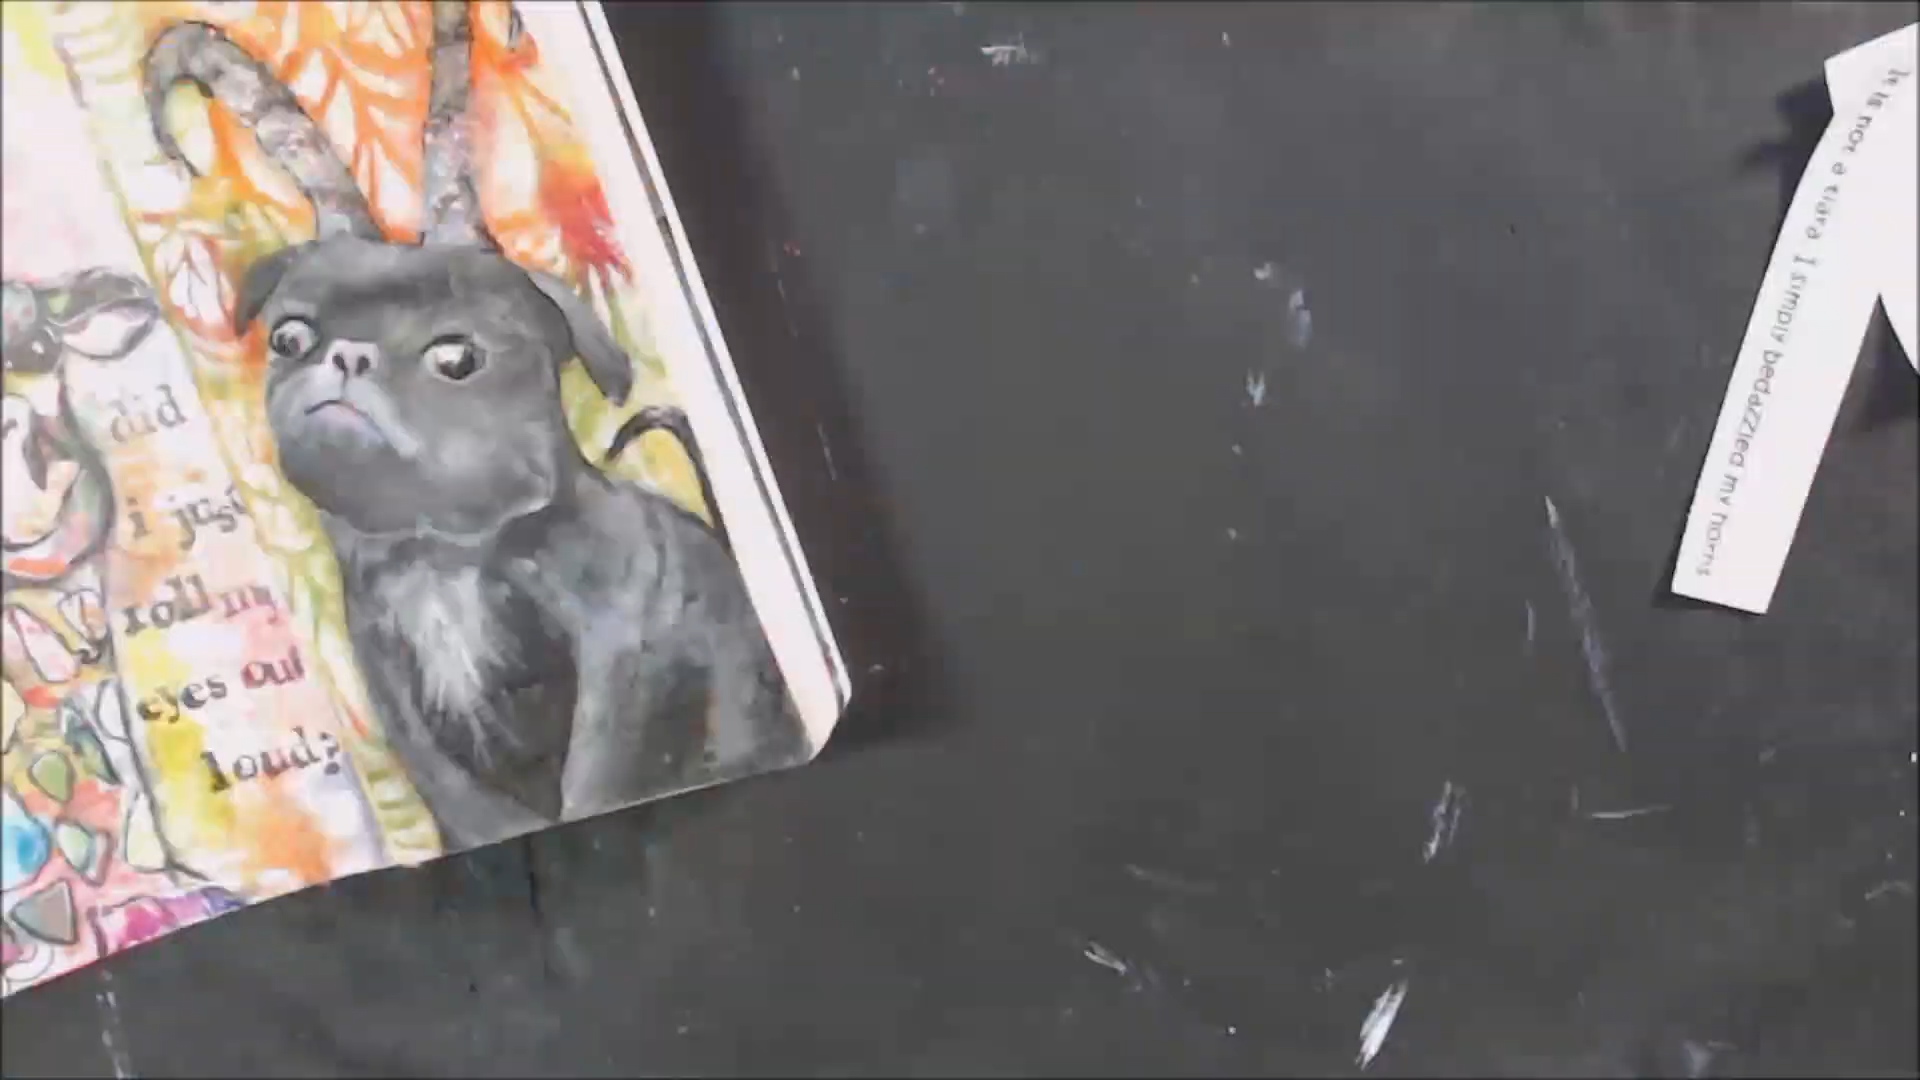 did
i just
roll my
eyes out
loud?
It is not a tiara I simply bedazzled my horns